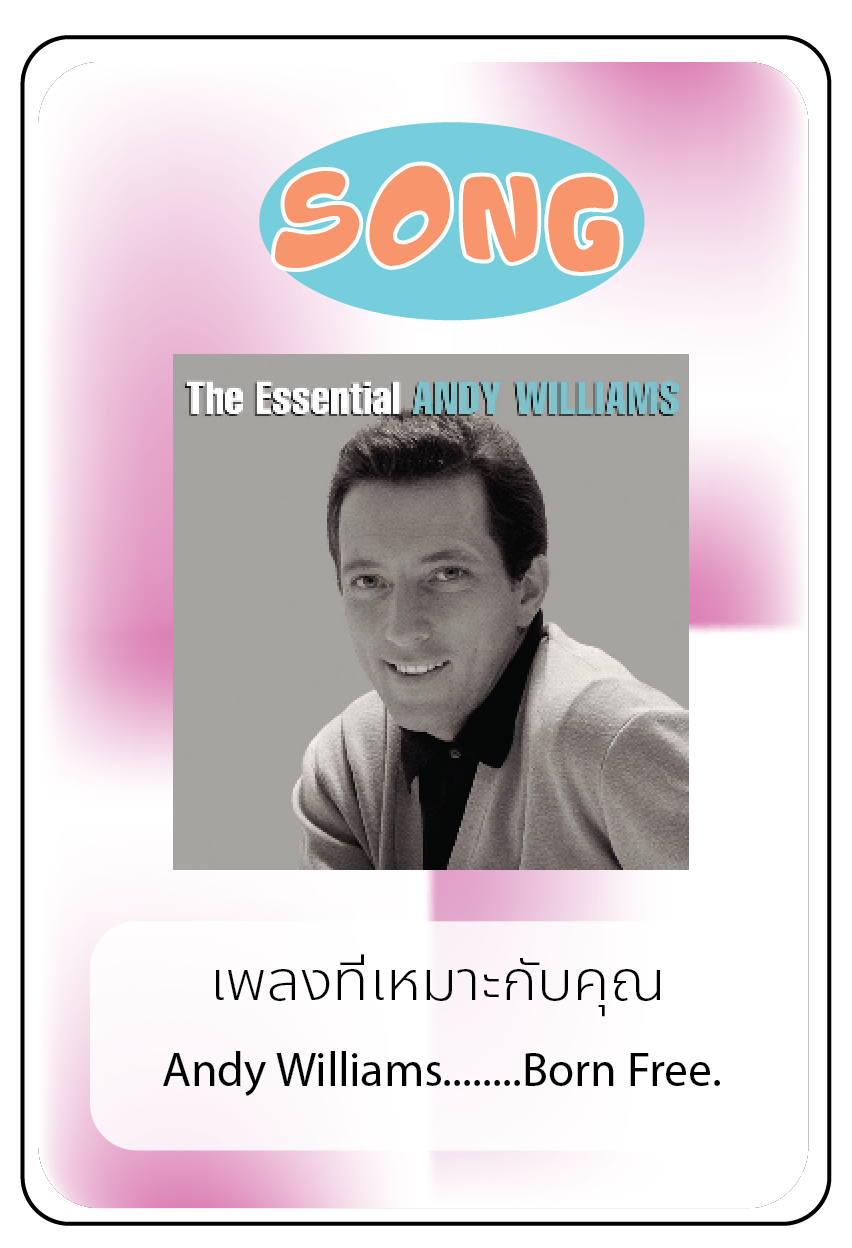 SONG
The Essential ANDY WILLIAMS
เพลงที่เหมาะกับคุณ
Andy Williams........Born Free.